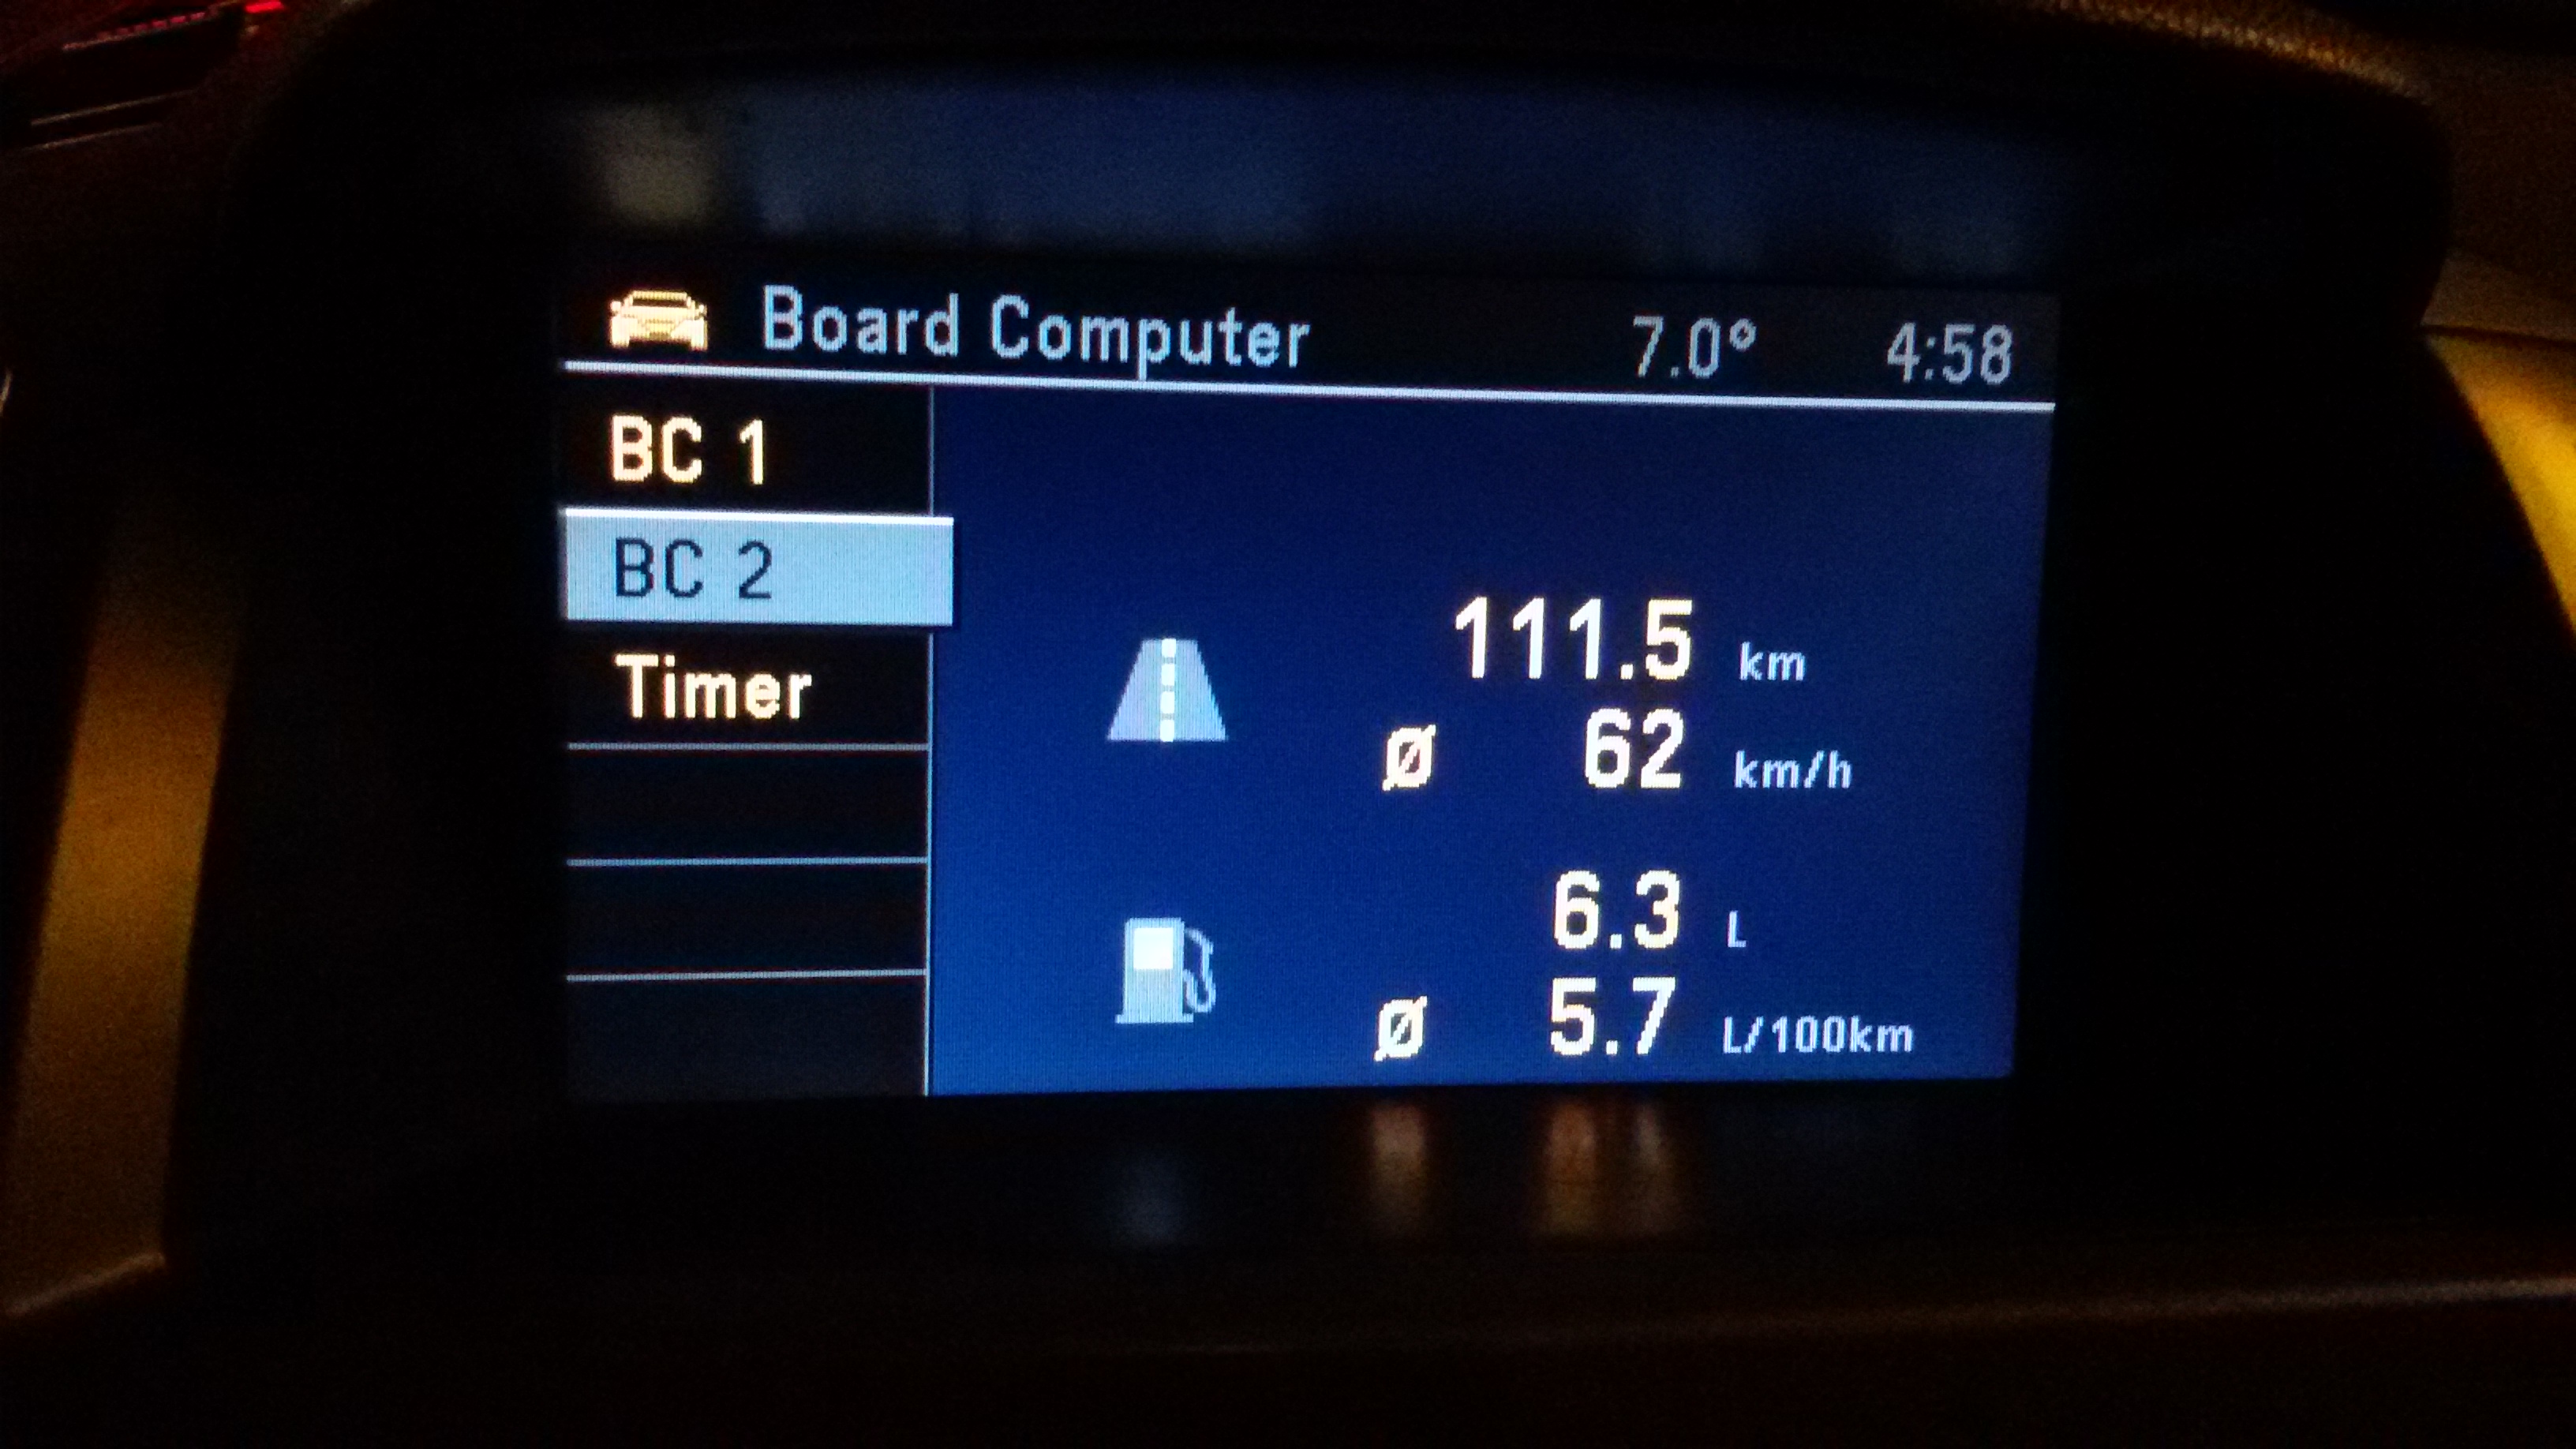 Board Computer 7.0° 4:58
BC 1
BC 2
Timer
111.5 km
Ø 62 km/h
6.3 L
Ø 5.7 L/100km